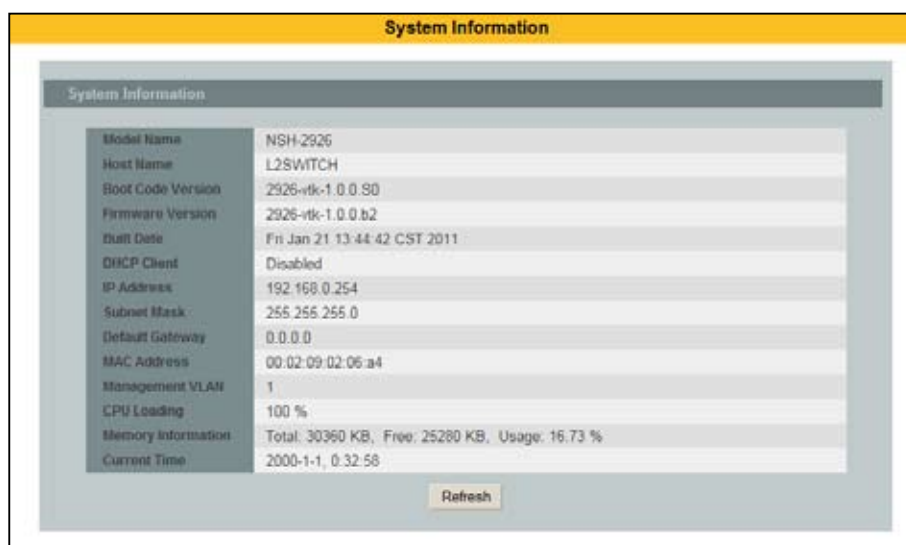 System Information
System Information
Model Name NSH-2926
Host Name L2SWITCH
Boot Code Version 2926-vtk-1.0.0.S0
Firmware Version 2926-vtk-1.0.0.b2
Built Date Fri Jan 21 13:44:42 CST 2011
DHCP Client Disabled
IP Address 192.168.0.254
Subnet Mask 255.255.255.0
Default Gateway 0.0.0.0
MAC Address 00:02:09:02:06:a4
Management VLAN 1
CPU Loading 100 %
Memory Information Total: 30360 KB, Free: 25280 KB, Usage: 16.73 %
Current Time 2000-1-1, 0:32:58
Refresh